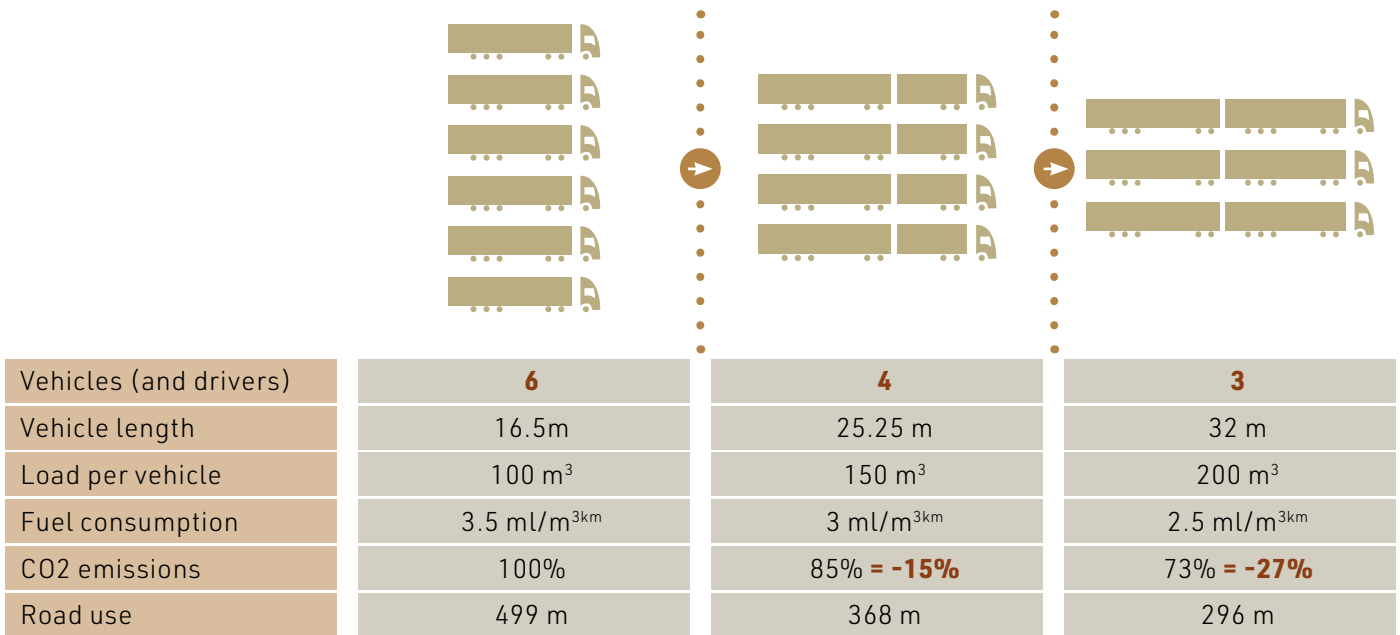 Vehicles (and drivers) 6 4 3
Vehicle length 16.5m 25.25 m 32 m
Load per vehicle 100 m³ 150 m³ 200 m³
Fuel consumption 3.5 ml/m³ᵏᵐ 3 ml/m³ᵏᵐ 2.5 ml/m³ᵏᵐ
CO2 emissions 100% 85% = -15% 73% = -27%
Road use 499 m 368 m 296 m